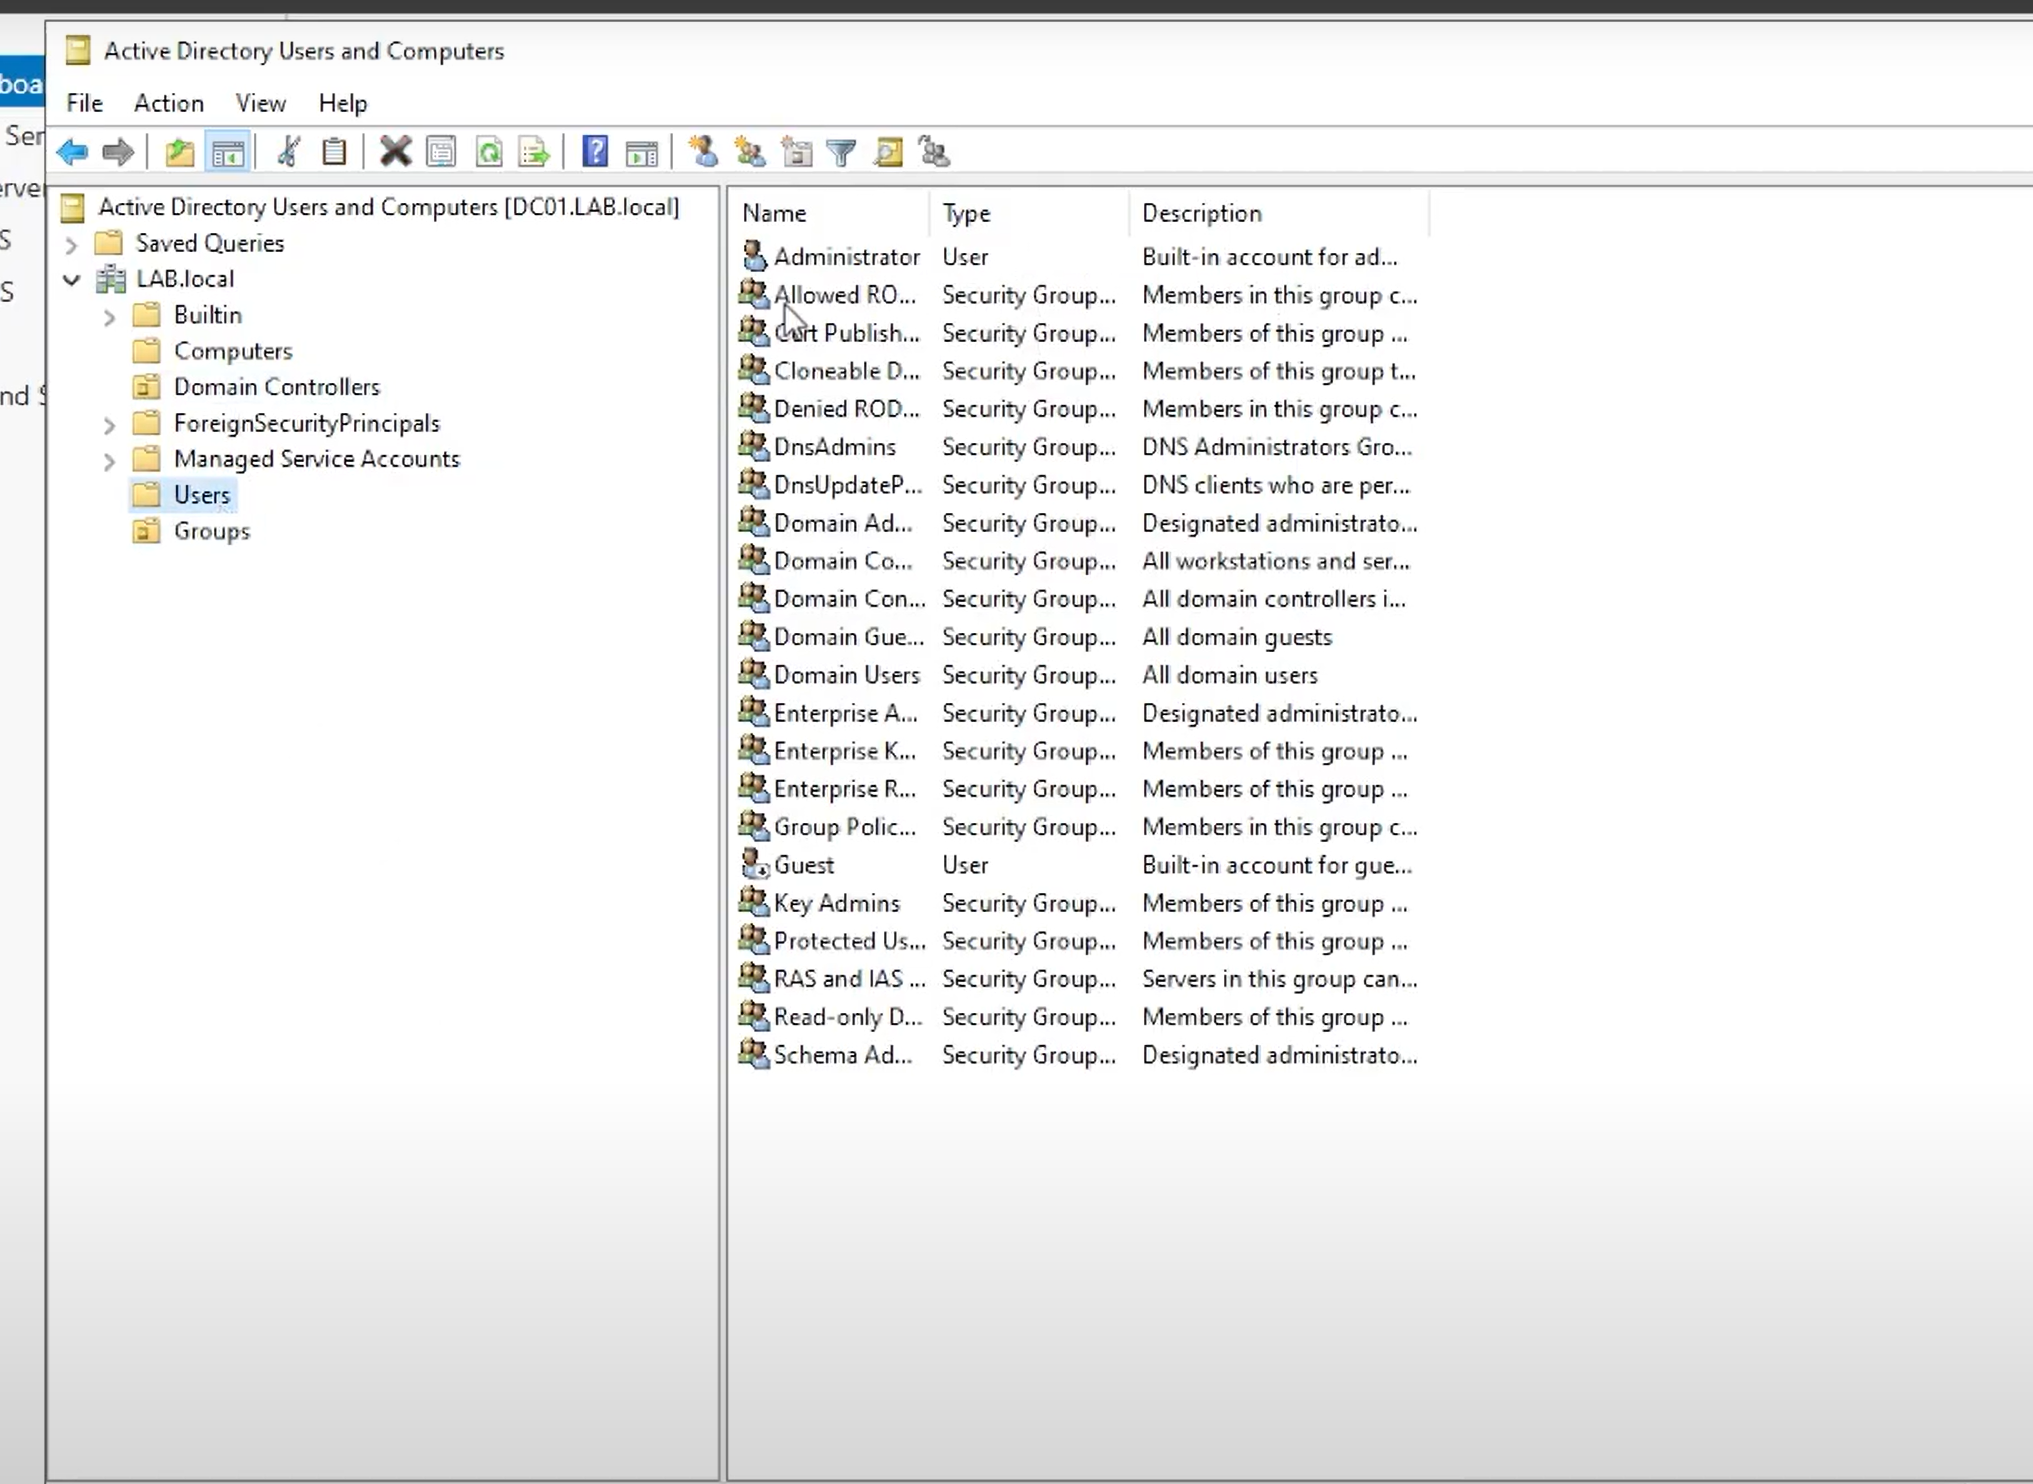 Active Directory Users and Computers
boa
File Action View Help
Ser
erver
S
S
nd S
Active Directory Users and Computers [DC01.LAB.local]
Saved Queries
LAB.local
Builtin
Computers
Domain Controllers
ForeignSecurityPrincipals
Managed Service Accounts
Users
Groups
Name Type Description
Administrator User Built-in account for ad...
Allowed RO... Security Group... Members in this group c...
Cert Publish... Security Group... Members of this group ...
Cloneable D... Security Group... Members of this group t...
Denied ROD... Security Group... Members in this group c...
DnsAdmins Security Group... DNS Administrators Gro...
DnsUpdateP... Security Group... DNS clients who are per...
Domain Ad... Security Group... Designated administrato...
Domain Co... Security Group... All workstations and ser...
Domain Con... Security Group... All domain controllers i...
Domain Gue... Security Group... All domain guests
Domain Users Security Group... All domain users
Enterprise A... Security Group... Designated administrato...
Enterprise K... Security Group... Members of this group ...
Enterprise R... Security Group... Members of this group ...
Group Polic... Security Group... Members in this group c...
Guest User Built-in account for gue...
Key Admins Security Group... Members of this group ...
Protected Us... Security Group... Members of this group ...
RAS and IAS ... Security Group... Servers in this group can...
Read-only D... Security Group... Members of this group ...
Schema Ad... Security Group... Designated administrato...